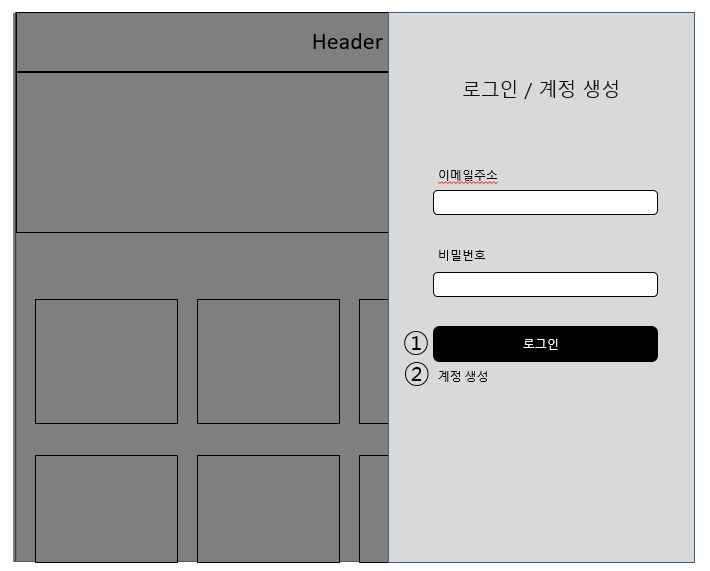 Header
로그인 / 계정 생성
이메일주소
비밀번호
① 로그인
② 계정 생성